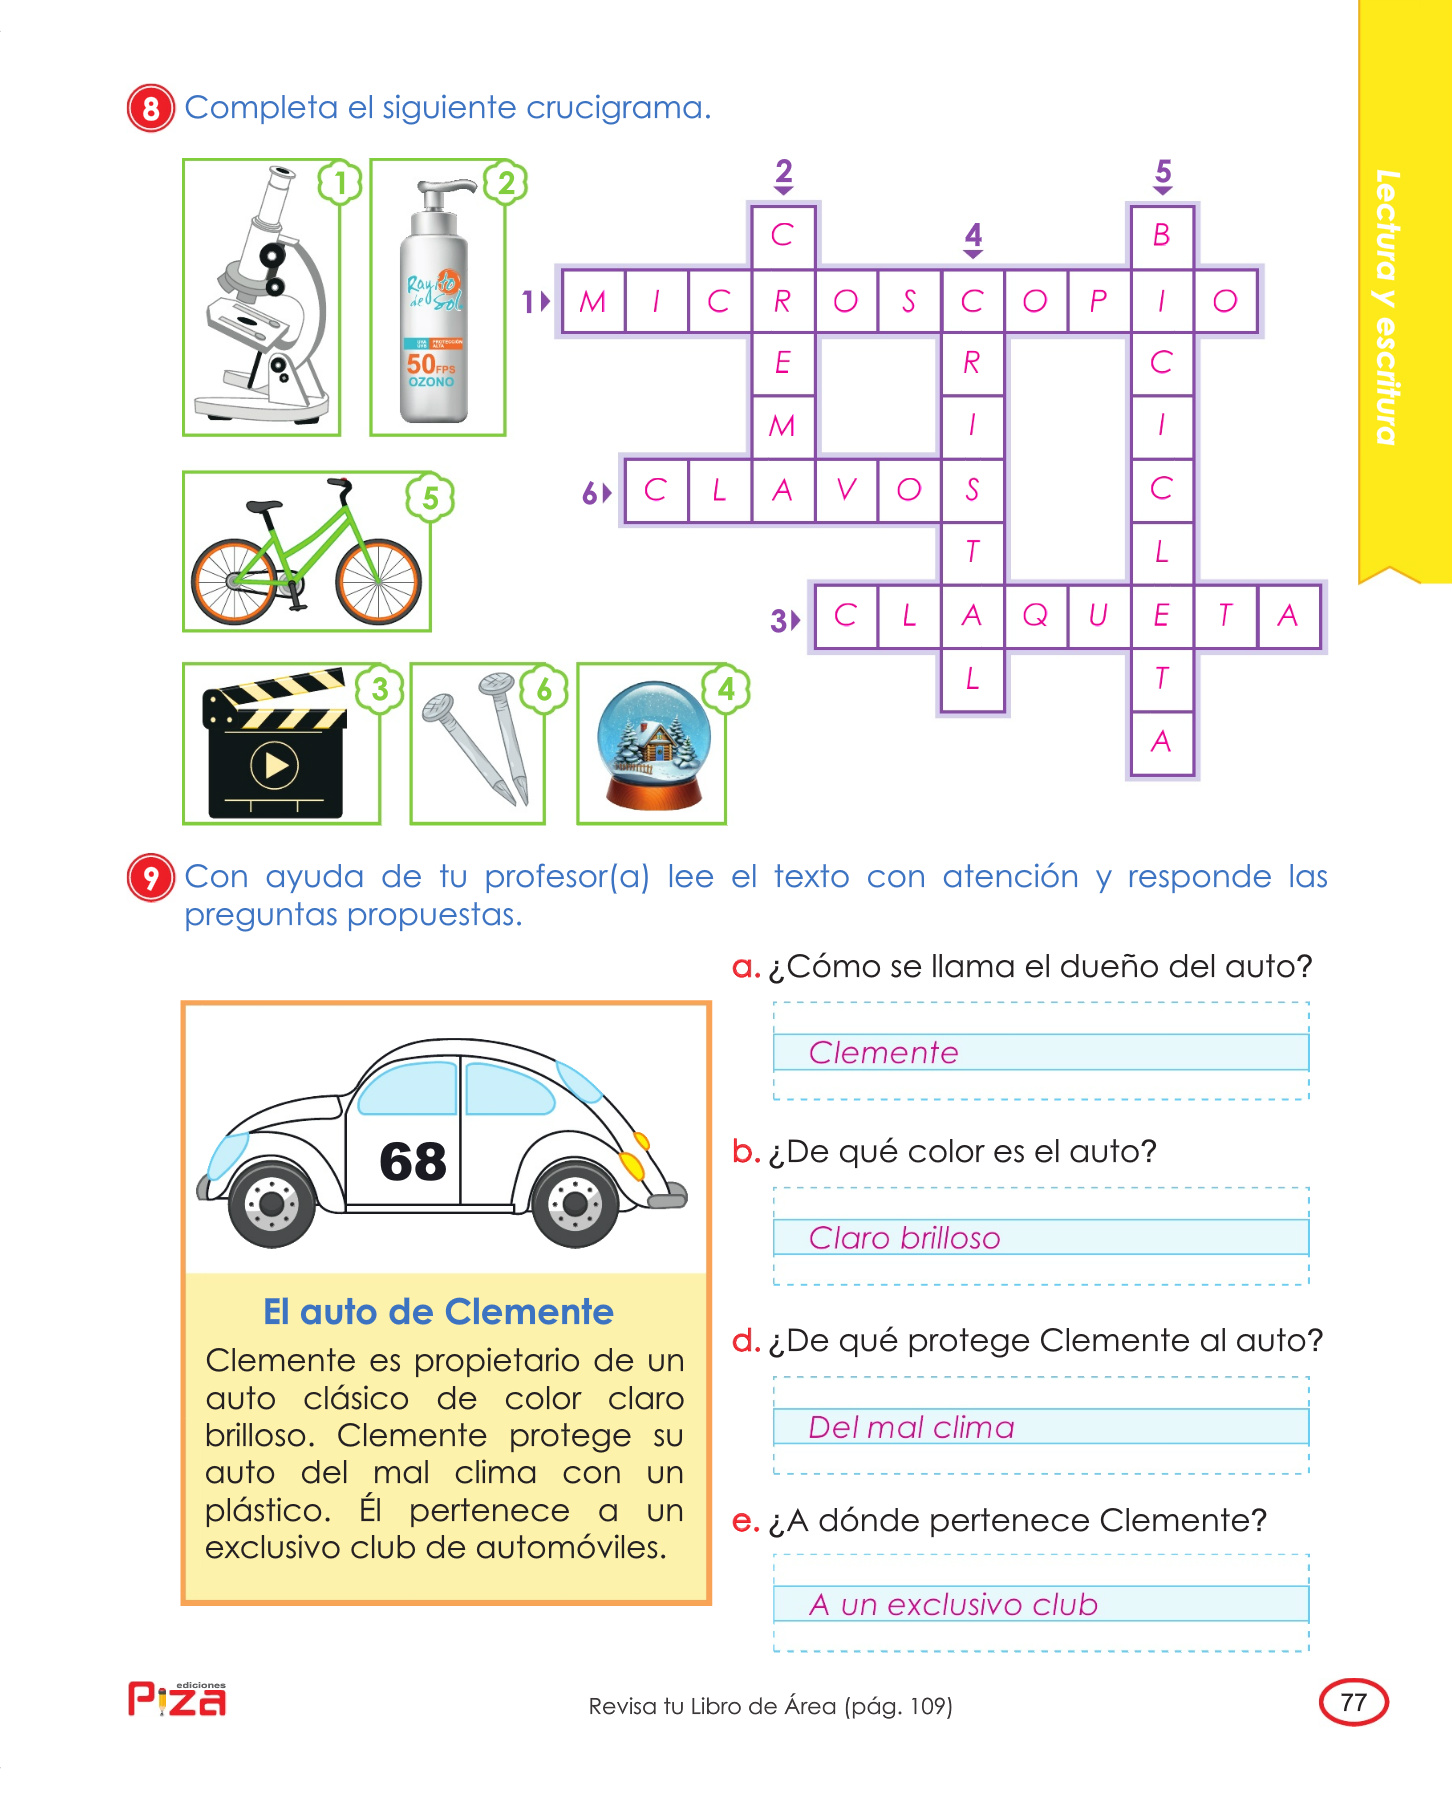 8 Completa el siguiente crucigrama.
1
2
Rayito
de Sol
UVA
UVB
PROTECCIÓN
ALTA
50FPS
OZONO
5
3
6
4
2
5
C
4
B
1 M I C R O S C O P I O
E R C
M I I
6 C L A V O S C
T L
3 C L A Q U E T A
L T
A
9 Con ayuda de tu profesor(a) lee el texto con atención y responde las
preguntas propuestas.
68
El auto de Clemente
Clemente es propietario de un
auto clásico de color claro
brilloso. Clemente protege su
auto del mal clima con un
plástico. Él pertenece a un
exclusivo club de automóviles.
a. ¿Cómo se llama el dueño del auto?
Clemente
b. ¿De qué color es el auto?
Claro brilloso
d. ¿De qué protege Clemente al auto?
Del mal clima
e. ¿A dónde pertenece Clemente?
A un exclusivo club
Lectura y escritura
ediciones
Piza
Revisa tu Libro de Área (pág. 109)
77